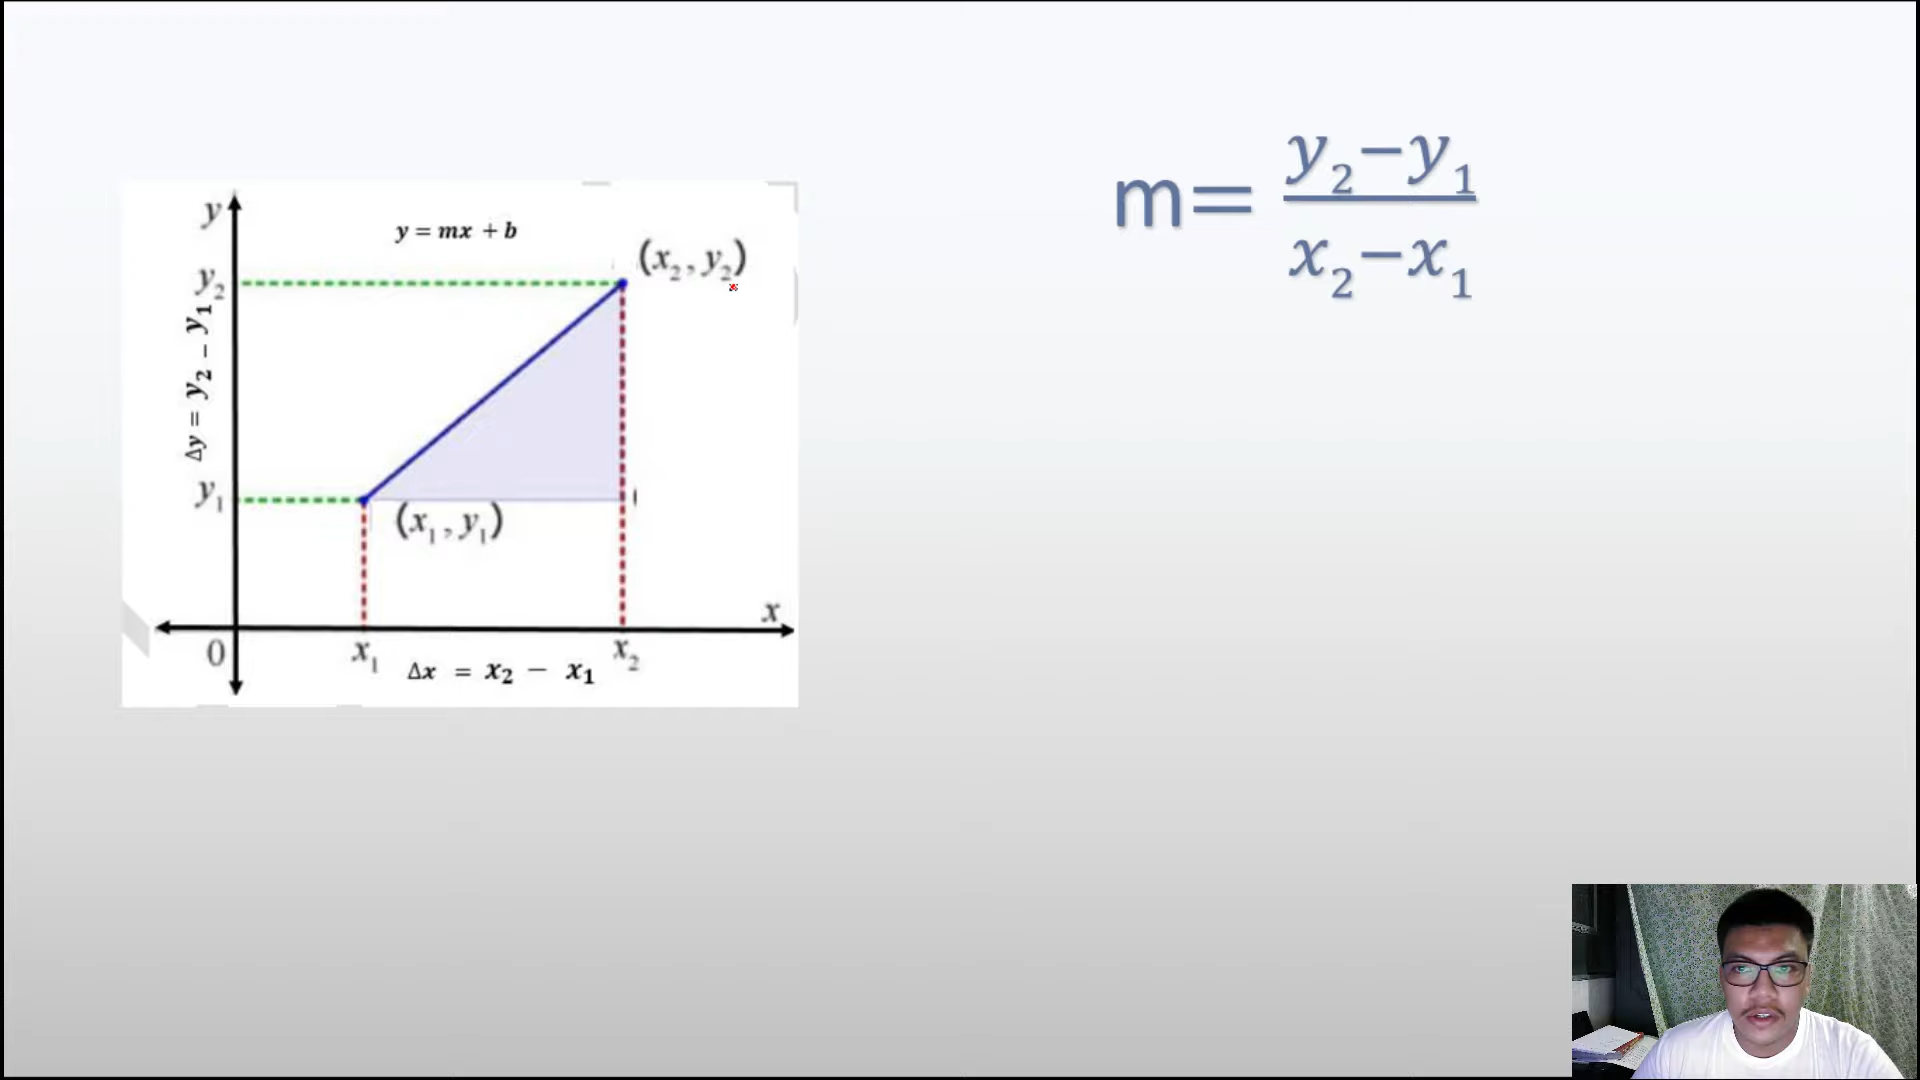 y
y = mx + b
(x₂, y₂)
y₂
Δy = y₂ − y₁
y₁
(x₁, y₁)
x
0
x₁
Δx = x₂ − x₁
x₂
m= y₂−y₁
x₂−x₁